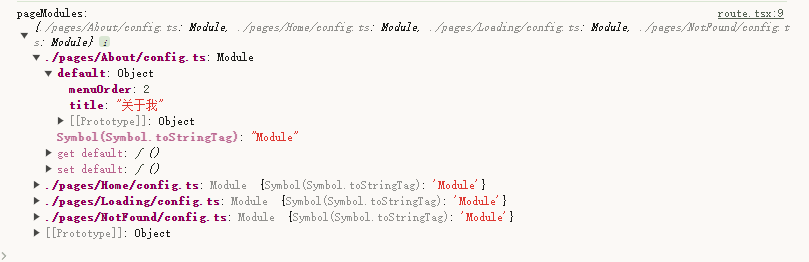 pageModules: route.tsx:9
{./pages/About/config.ts: Module, ./pages/Home/config.ts: Module, ./pages/Loading/config.ts: Module, ./pages/NotFound/config.t
s: Module} i
./pages/About/config.ts: Module
default: Object
menuOrder: 2
title: "关于我"
[[Prototype]]: Object
Symbol(Symbol.toStringTag): "Module"
get default: ƒ ()
set default: ƒ ()
./pages/Home/config.ts: Module {Symbol(Symbol.toStringTag): 'Module'}
./pages/Loading/config.ts: Module {Symbol(Symbol.toStringTag): 'Module'}
./pages/NotFound/config.ts: Module {Symbol(Symbol.toStringTag): 'Module'}
[[Prototype]]: Object